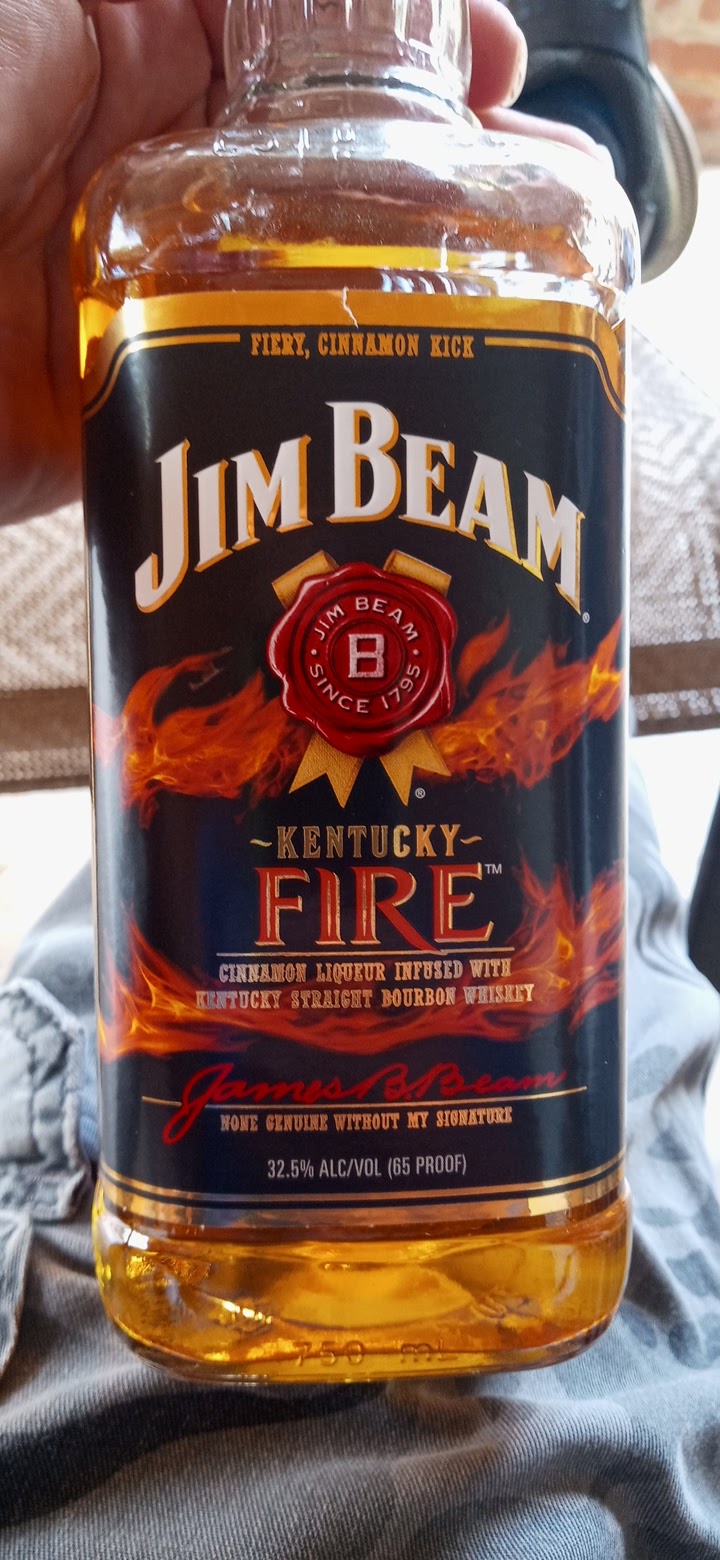 FIERY, CINNAMON KICK
JIM BEAM®
JIM BEAM
B
SINCE 1795
®
~KENTUCKY~
FIRE™
CINNAMON LIQUEUR INFUSED WITH
KENTUCKY STRAIGHT BOURBON WHISKEY
James B. Beam
NONE GENUINE WITHOUT MY SIGNATURE
32.5% ALC/VOL (65 PROOF)
750 mL